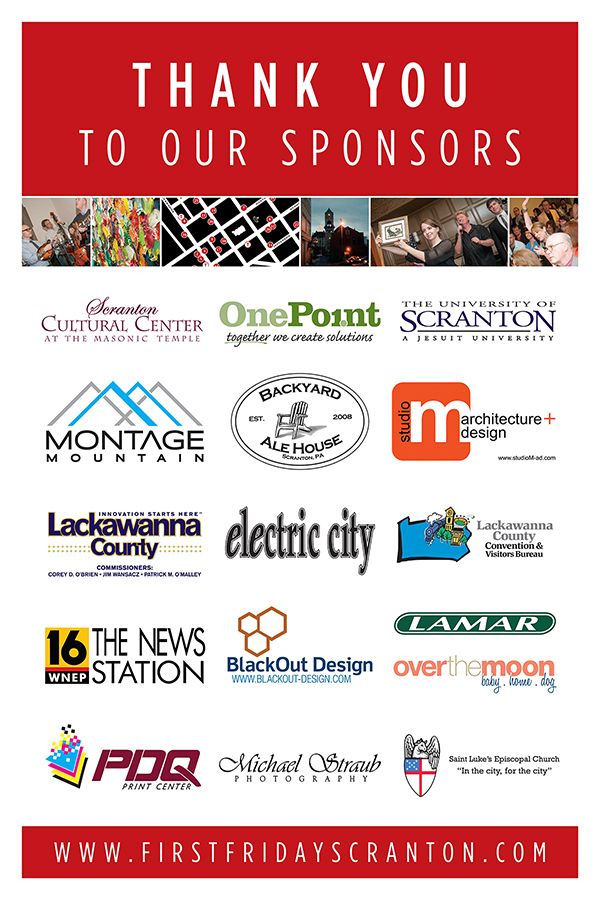 THANK YOU
TO OUR SPONSORS
Scranton
CULTURAL CENTER
AT THE MASONIC TEMPLE
OnePoint
together we create solutions
THE UNIVERSITY OF
SCRANTON
A JESUIT UNIVERSITY
MONTAGE
MOUNTAIN
BACKYARD
EST. 2008
ALE HOUSE
SCRANTON, PA
studio
m
architecture+
design
www.studioM-ad.com
INNOVATION STARTS HERE™
Lackawanna
County
COMMISSIONERS:
COREY D. O'BRIEN • JIM WANSACZ • PATRICK M. O'MALLEY
electric city
Lackawanna
County
Convention &
Visitors Bureau
16
WNEP
THE NEWS
STATION
BlackOut Design
WWW.BLACKOUT-DESIGN.COM
LAMAR
overthemoon
baby . home . dog
PDQ
PRINT CENTER
Michael Straub
PHOTOGRAPHY
Saint Luke's Episcopal Church
"In the city, for the city"
WWW.FIRSTFRIDAYSCRANTON.COM